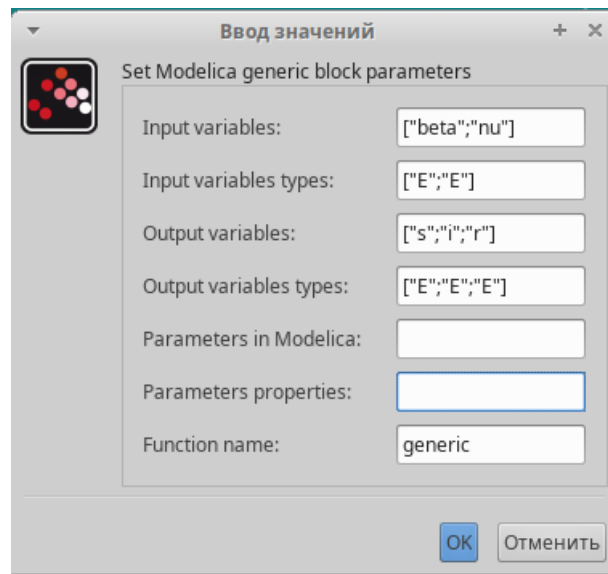 Ввод значений
Set Modelica generic block parameters
Input variables: ["beta";"nu"]
Input variables types: ["E";"E"]
Output variables: ["s";"i";"r"]
Output variables types: ["E";"E";"E"]
Parameters in Modelica:
Parameters properties:
Function name: generic
OK Отменить